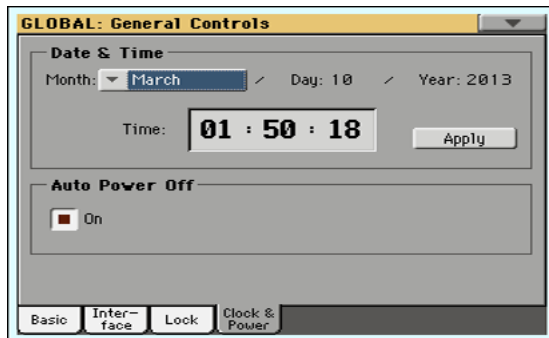 GLOBAL: General Controls
Date & Time
Month: March / Day: 10 / Year: 2013
Time: 01 : 50 : 18 Apply
Auto Power Off
On
Basic Inter-
face Lock Clock &
Power